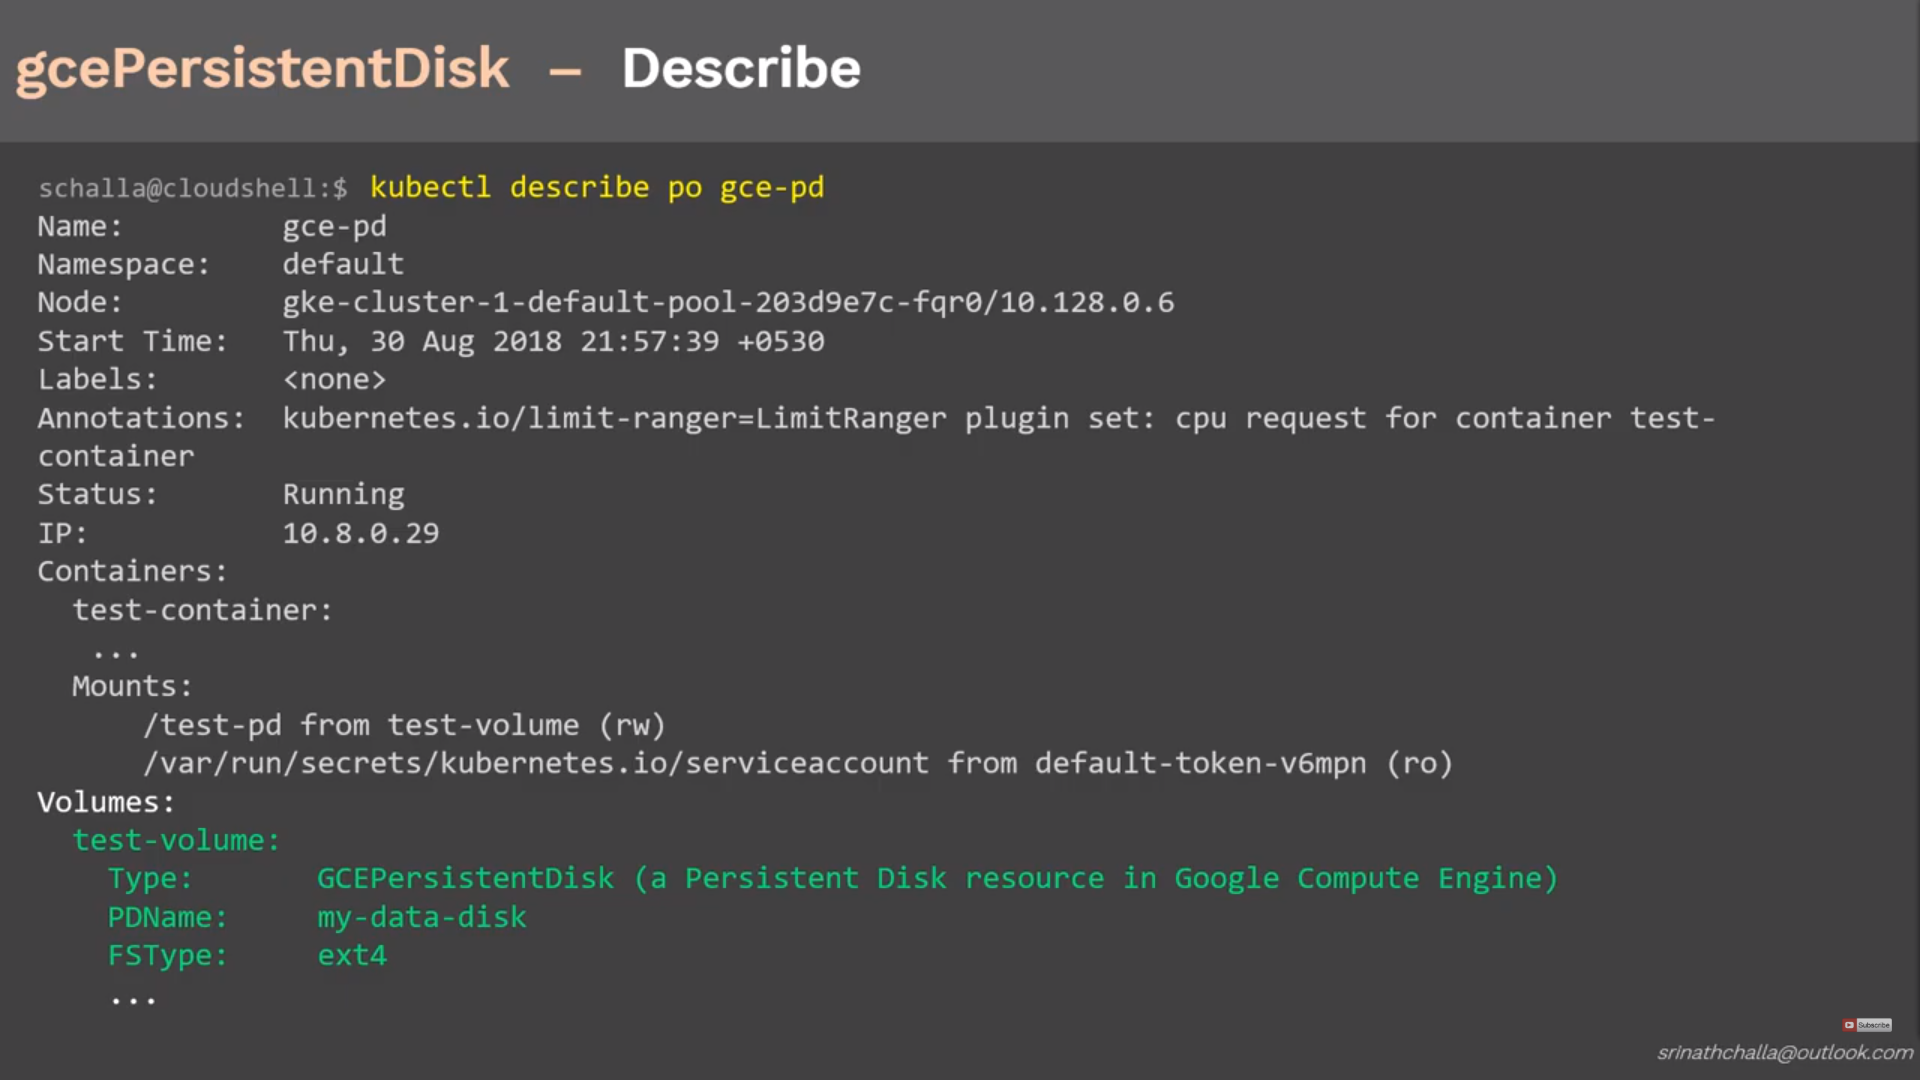 gcePersistentDisk – Describe
schalla@cloudshell:$ kubectl describe po gce-pd
Name: gce-pd
Namespace: default
Node: gke-cluster-1-default-pool-203d9e7c-fqr0/10.128.0.6
Start Time: Thu, 30 Aug 2018 21:57:39 +0530
Labels: <none>
Annotations: kubernetes.io/limit-ranger=LimitRanger plugin set: cpu request for container test-
container
Status: Running
IP: 10.8.0.29
Containers:
test-container:
...
Mounts:
/test-pd from test-volume (rw)
/var/run/secrets/kubernetes.io/serviceaccount from default-token-v6mpn (ro)
Volumes:
test-volume:
Type: GCEPersistentDisk (a Persistent Disk resource in Google Compute Engine)
PDName: my-data-disk
FSType: ext4
...
Subscribe
srinathchalla@outlook.com